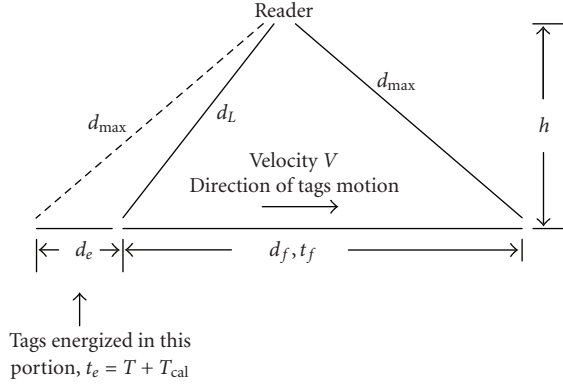 Reader
d_max
d_L
d_max
h
Velocity V
Direction of tags motion
d_e
d_f, t_f
Tags energized in this
portion, t_e = T + T_cal